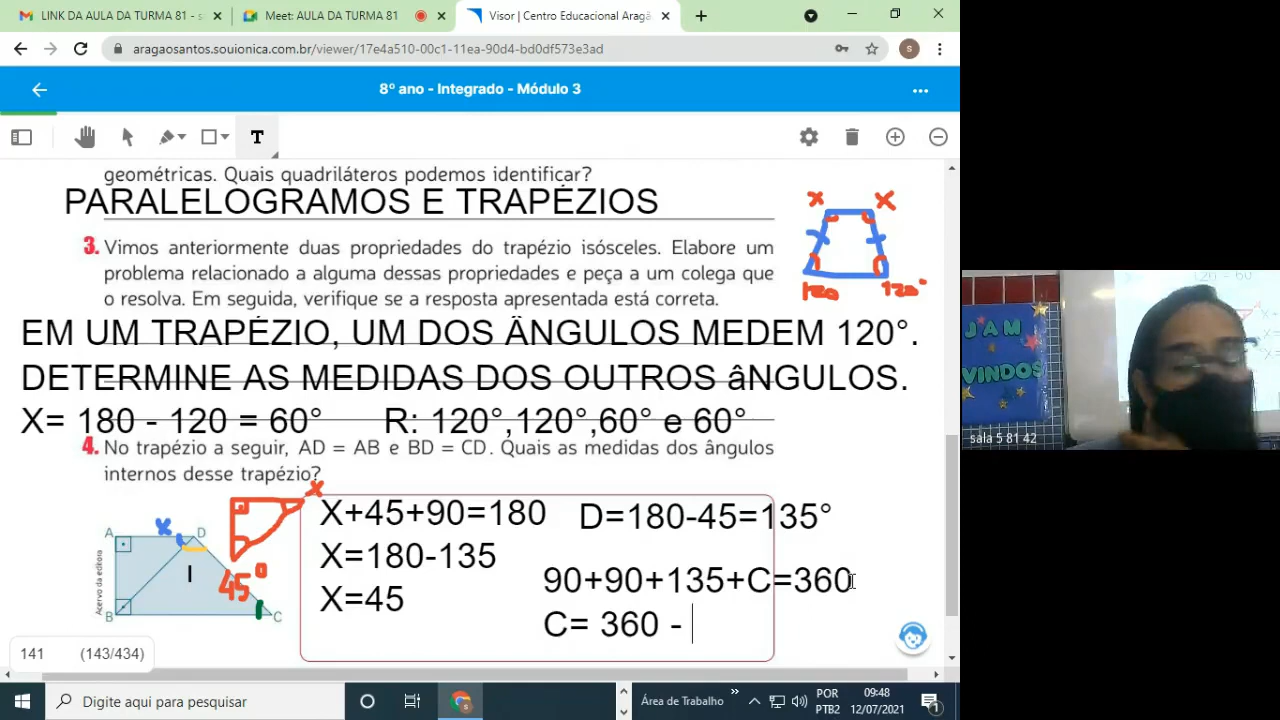 LINK DA AULA DA TURMA 81 - s
Meet: AULA DA TURMA 81
Visor | Centro Educacional Aragã
aragaosantos.souionica.com.br/viewer/17e4a510-00c1-11ea-90d4-bd0df573e3ad
s
8º ano - Integrado - Módulo 3
T
geométricas. Quais quadriláteros podemos identificar?
PARALELOGRAMOS E TRAPÉZIOS
x x
120 120°
3. Vimos anteriormente duas propriedades do trapézio isósceles. Elabore um
problema relacionado a alguma dessas propriedades e peça a um colega que
o resolva. Em seguida, verifique se a resposta apresentada está correta.
EM UM TRAPÉZIO, UM DOS ÂNGULOS MEDEM 120°.
DETERMINE AS MEDIDAS DOS OUTROS âNGULOS.
X= 180 - 120 = 60° R: 120°,120°,60° e 60°
4. No trapézio a seguir, AD = AB e BD = CD. Quais as medidas dos ângulos
internos desse trapézio?
x
A x D
45°
B C
Acervo da editora
X+45+90=180
X=180-135
X=45
D=180-45=135°
90+90+135+C=360
C= 360 -
141 (143/434)
Digite aqui para pesquisar
Área de Trabalho
POR
PTB2
09:48
12/07/2021
1
120 - 60
JAM
VINDOS
sala 5 81 42